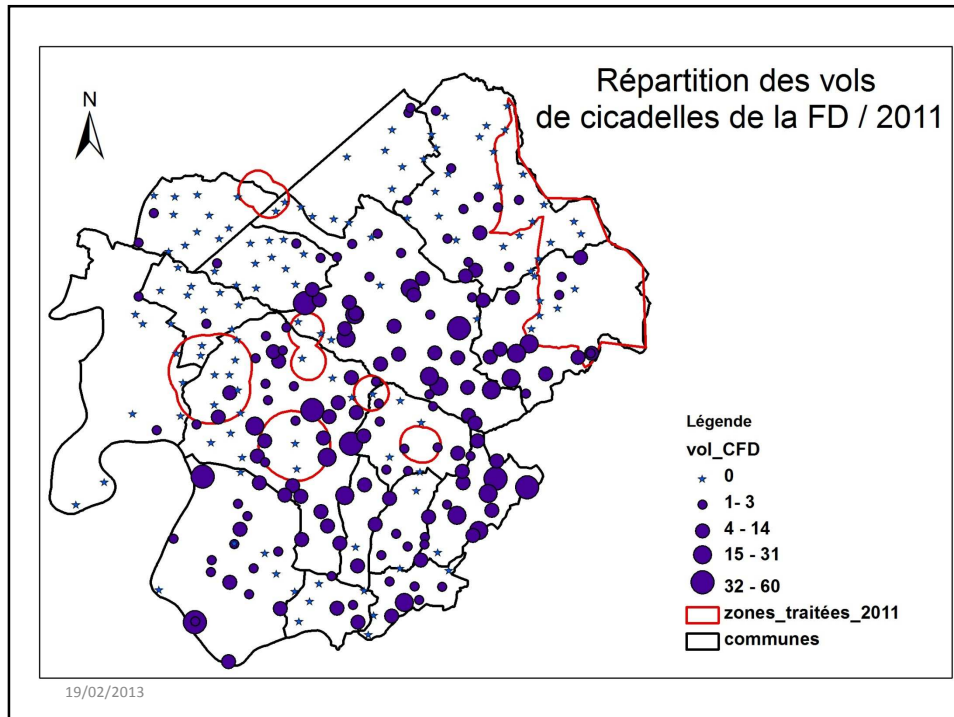 Répartition des vols
de cicadelles de la FD / 2011
N
Légende
vol_CFD
0
1- 3
4 - 14
15 - 31
32 - 60
zones_traitées_2011
communes
19/02/2013